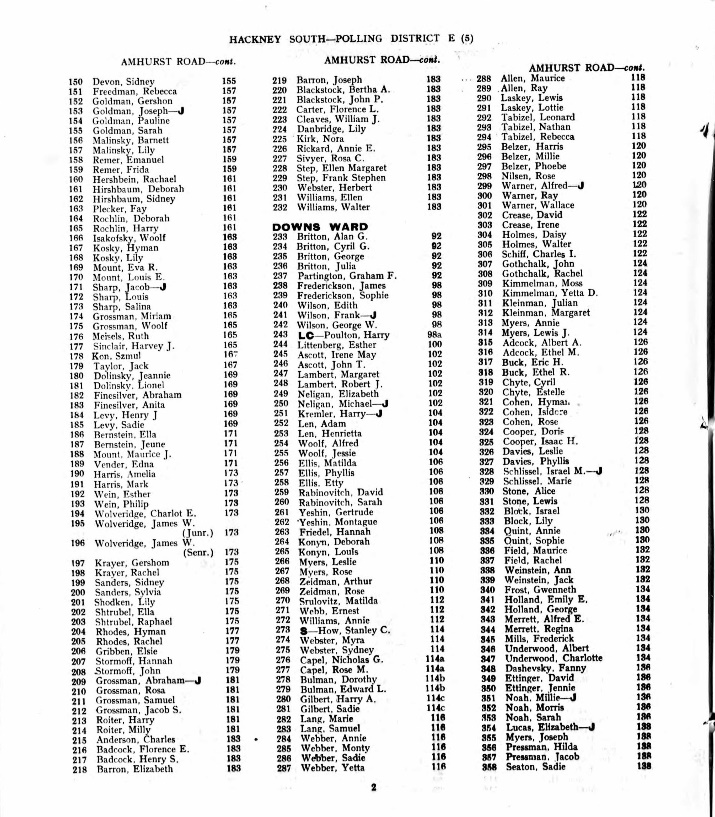 HACKNEY SOUTH—POLLING DISTRICT E (5)
AMHURST ROAD—cont.
150 Devon, Sidney 155
151 Freedman, Rebecca 157
152 Goldman, Gershon 157
153 Goldman, Joseph—J 157
154 Goldman, Pauline 157
155 Goldman, Sarah 157
156 Malinsky, Barnett 157
157 Malinsky, Lily 157
158 Remer, Emanuel 159
159 Remer, Frida 159
160 Hershbein, Rachael 161
161 Hirshbaum, Deborah 161
162 Hirshbaum, Sidney 161
163 Plecker, Fay 161
164 Rochlin, Deborah 161
165 Rochlin, Harry 161
166 Isakofsky, Woolf 163
167 Kosky, Hyman 163
168 Kosky, Lily 163
169 Mount, Eva R. 163
170 Mount, Louis E. 163
171 Sharp, Jacob—J 163
172 Sharp, Louis 163
173 Sharp, Salina 163
174 Grossman, Miriam 165
175 Grossman, Woolf 165
176 Meisels, Ruth 165
177 Sinclair, Harvey J. 165
178 Ken, Szmul 167
179 Taylor, Jack 167
180 Dolinsky, Jeannie 169
181 Dolinsky, Lionel 169
182 Finesilver, Abraham 169
183 Finesilver, Anita 169
184 Levy, Henry J 169
185 Levy, Sadie 169
186 Bernstein, Ella 171
187 Bernstein, Jeune 171
188 Mount, Maurice J. 171
189 Vender, Edna 171
190 Harris, Amelia 173
191 Harris, Mark 173
192 Wein, Esther 173
193 Wein, Philip 173
194 Wolveridge, Charlot E. 173
195 Wolveridge, James W.
(Junr.) 173
196 Wolveridge, James W.
(Senr.) 173
197 Krayer, Gershom 175
198 Krayer, Rachel 175
199 Sanders, Sidney 175
200 Sanders, Sylvia 175
201 Shodken, Lily 175
202 Shtrubel, Ella 175
203 Shtrubel, Raphael 175
204 Rhodes, Hyman 177
205 Rhodes, Rachel 177
206 Gribben, Elsie 179
207 Stormoff, Hannah 179
208 Stormoff, John 179
209 Grossman, Abraham—J 181
210 Grossman, Rosa 181
211 Grossman, Samuel 181
212 Grossman, Jacob S. 181
213 Roiter, Harry 181
214 Roiter, Milly 181
215 Anderson, Charles 183
216 Badcock, Florence E. 183
217 Badcock, Henry S. 183
218 Barron, Elizabeth 183
AMHURST ROAD—cont.
219 Barron, Joseph 183
220 Blackstock, Bertha A. 183
221 Blackstock, John P. 183
222 Carter, Florence L. 183
223 Cleaves, William J. 183
224 Danbridge, Lily 183
225 Kirk, Nora 183
226 Rickard, Annie E. 183
227 Sivyer, Rosa C. 183
228 Step, Ellen Margaret 183
229 Step, Frank Stephen 183
230 Webster, Herbert 183
231 Williams, Ellen 183
232 Williams, Walter 183
DOWNS WARD
233 Britton, Alan G. 92
234 Britton, Cyril G. 92
235 Britton, George 92
236 Britton, Julia 92
237 Partington, Graham F. 92
238 Frederickson, James 98
239 Frederickson, Sophie 98
240 Wilson, Edith 98
241 Wilson, Frank—J 98
242 Wilson, George W. 98
243 LC—Poulton, Harry 98a
244 Littenberg, Esther 100
245 Ascott, Irene May 102
246 Ascott, John T. 102
247 Lambert, Margaret 102
248 Lambert, Robert J. 102
249 Neligan, Elizabeth 102
250 Neligan, Michael—J 102
251 Kremler, Harry—J 104
252 Len, Adam 104
253 Len, Henrietta 104
254 Woolf, Alfred 104
255 Woolf, Jessie 104
256 Ellis, Matilda 106
257 Ellis, Phyllis 106
258 Ellis, Etty 106
259 Rabinovitch, David 106
260 Rabinovitch, Sarah 106
261 Yeshin, Gertrude 106
262 Yeshin, Montague 106
263 Friedel, Hannah 108
264 Konyn, Deborah 108
265 Konyn, Louis 108
266 Myers, Leslie 110
267 Myers, Rose 110
268 Zeidman, Arthur 110
269 Zeidman, Rose 110
270 Srulovitz, Matilda 112
271 Webb, Ernest 112
272 Williams, Annie 112
273 S—How, Stanley C. 114
274 Webster, Myra 114
275 Webster, Sydney 114
276 Capel, Nicholas G. 114a
277 Capel, Rose M. 114a
278 Bulman, Dorothy 114b
279 Bulman, Edward L. 114b
280 Gilbert, Harry A. 114c
281 Gilbert, Sadie 114c
282 Lang, Marie 116
283 Lang, Samuel 116
284 Webber, Annie 116
285 Webber, Monty 116
286 Webber, Sadie 116
287 Webber, Yetta 116
AMHURST ROAD—cont.
288 Allen, Maurice 118
289 Allen, Ray 118
290 Laskey, Lewis 118
291 Laskey, Lottie 118
292 Tabizel, Leonard 118
293 Tabizel, Nathan 118
294 Tabizel, Rebecca 118
295 Belzer, Harris 120
296 Belzer, Millie 120
297 Belzer, Phoebe 120
298 Nilsen, Rose 120
299 Warner, Alfred—J 120
300 Warner, Ray 120
301 Warner, Wallace 120
302 Crease, David 122
303 Crease, Irene 122
304 Holmes, Daisy 122
305 Holmes, Walter 122
306 Schiff, Charles I. 122
307 Gothchalk, John 124
308 Gothchalk, Rachel 124
309 Kimmelman, Moss 124
310 Kimmelman, Yetta D. 124
311 Kleinman, Julian 124
312 Kleinman, Margaret 124
313 Myers, Annie 124
314 Myers, Lewis J. 124
315 Adcock, Albert A. 126
316 Adcock, Ethel M. 126
317 Buck, Eric H. 126
318 Buck, Ethel R. 126
319 Chyte, Cyril 126
320 Chyte, Estelle 126
321 Cohen, Hyman 126
322 Cohen, Isidore 126
323 Cohen, Rose 126
324 Cooper, Doris 128
325 Cooper, Isaac H. 128
326 Davies, Leslie 128
327 Davies, Phyllis 128
328 Schlissel, Israel M.—J 128
329 Schlissel, Marie 128
330 Stone, Alice 128
331 Stone, Lewis 128
332 Block, Israel 130
333 Block, Lily 130
334 Quint, Annie 130
335 Quint, Sophie 130
336 Field, Maurice 132
337 Field, Rachel 132
338 Weinstein, Ann 132
339 Weinstein, Jack 132
340 Frost, Gwenneth 134
341 Holland, Emily E. 134
342 Holland, George 134
343 Merrett, Alfred E. 134
344 Merrett, Regina 134
345 Mills, Frederick 134
346 Underwood, Albert 134
347 Underwood, Charlotte 134
348 Dashevsky, Fanny 136
349 Ettinger, David 136
350 Ettinger, Jennie 136
351 Noah, Millie—J 136
352 Noah, Morris 136
353 Noah, Sarah 136
354 Lucas, Elizabeth—J 138
355 Myers, Joseph 138
356 Pressman, Hilda 138
357 Pressman, Jacob 138
358 Seaton, Sadie 138
2